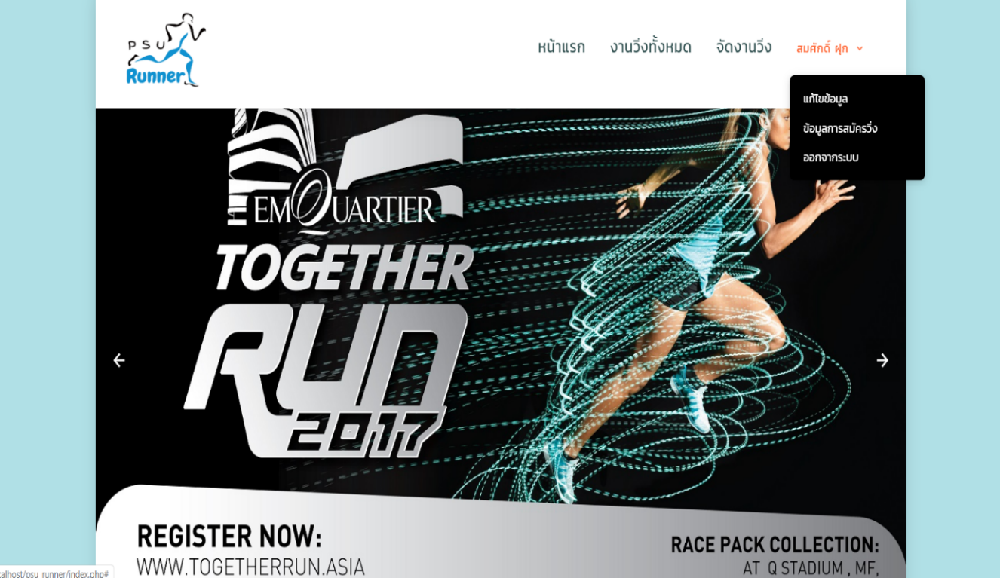 PSU
Runner
หน้าแรก งานวิ่งทั้งหมด จัดงานวิ่ง สมศักดิ์ ฝุก
แก้ไขข้อมูล
ข้อมูลการสมัครวิ่ง
ออกจากระบบ
EMQUARTIER
TOGETHER
RUN
2017
REGISTER NOW:
WWW.TOGETHERRUN.ASIA
RACE PACK COLLECTION:
AT Q STADIUM , MF,
calhost/psu_runner/index.php#